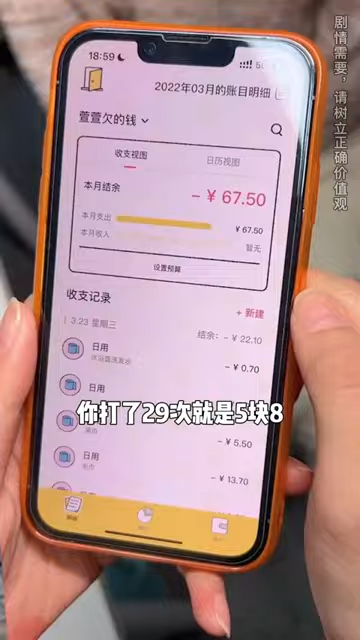 18:59
2022年03月的账目明细
萱萱欠的钱
收支视图
日历视图
本月结余
- ¥ 67.50
本月支出
¥ 67.50
本月收入
暂无
设置预算
收支记录
+ 新建
3.23 星期三
结余: - ¥ 22.10
日用
- ¥ 0.70
日用
你打了29次就是5块8
- ¥ 5.50
日用
- ¥ 13.70
日用
剧情需要,请树立正确价值观